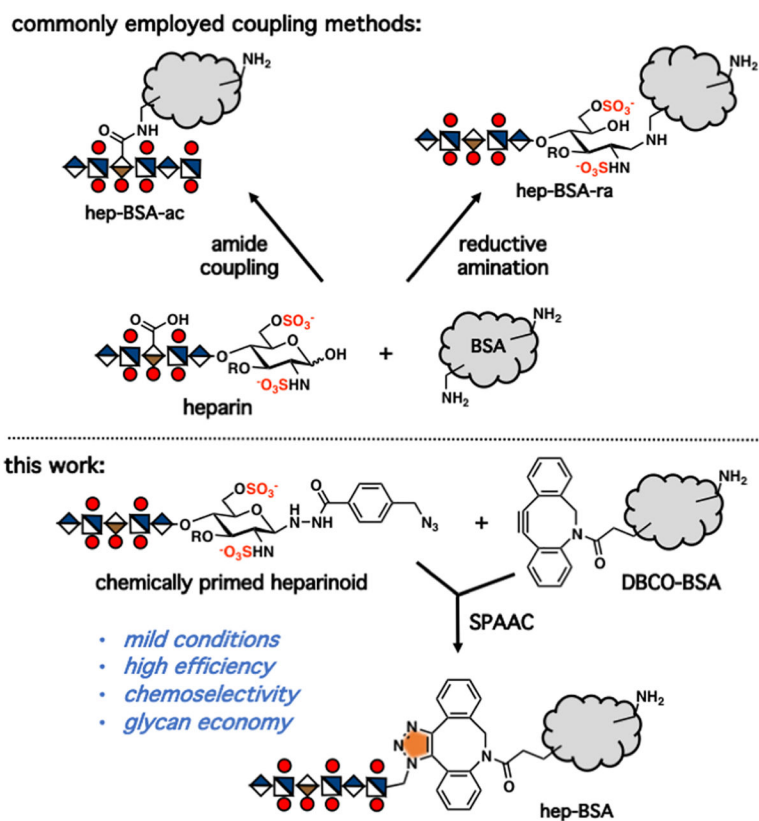 commonly employed coupling methods:
NH2
O
NH
hep-BSA-ac
NH2
OSO3-
O
OH
NH
RO
-O3SHN
hep-BSA-ra
amide
coupling
reductive
amination
O
OH
OSO3-
O
O
OH
RO
-O3SHN
heparin
+
BSA
NH2
NH2
this work:
OSO3-
O
O
H
N
NH
O
N3
RO
-O3SHN
chemically primed heparinoid
+
N
O
NH2
DBCO-BSA
SPAAC
• mild conditions
• high efficiency
• chemoselectivity
• glycan economy
N
N
N
N
O
NH2
hep-BSA